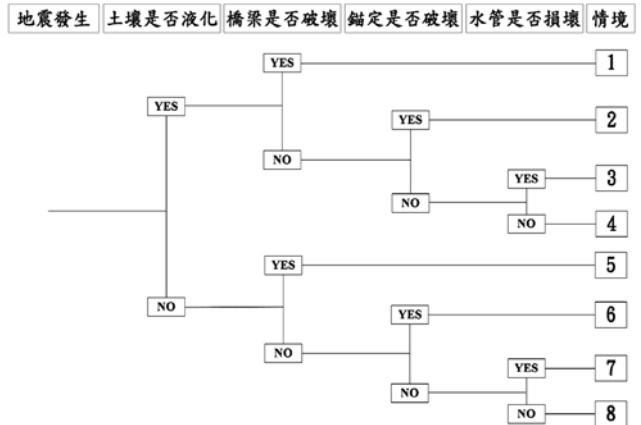 地震發生 土壤是否液化 橋梁是否破壞 錨定是否破壞 水管是否損壞 情境
YES 1
YES
YES 2
NO
YES 3
NO
NO 4
YES 5
NO
YES 6
NO
YES 7
NO
NO 8